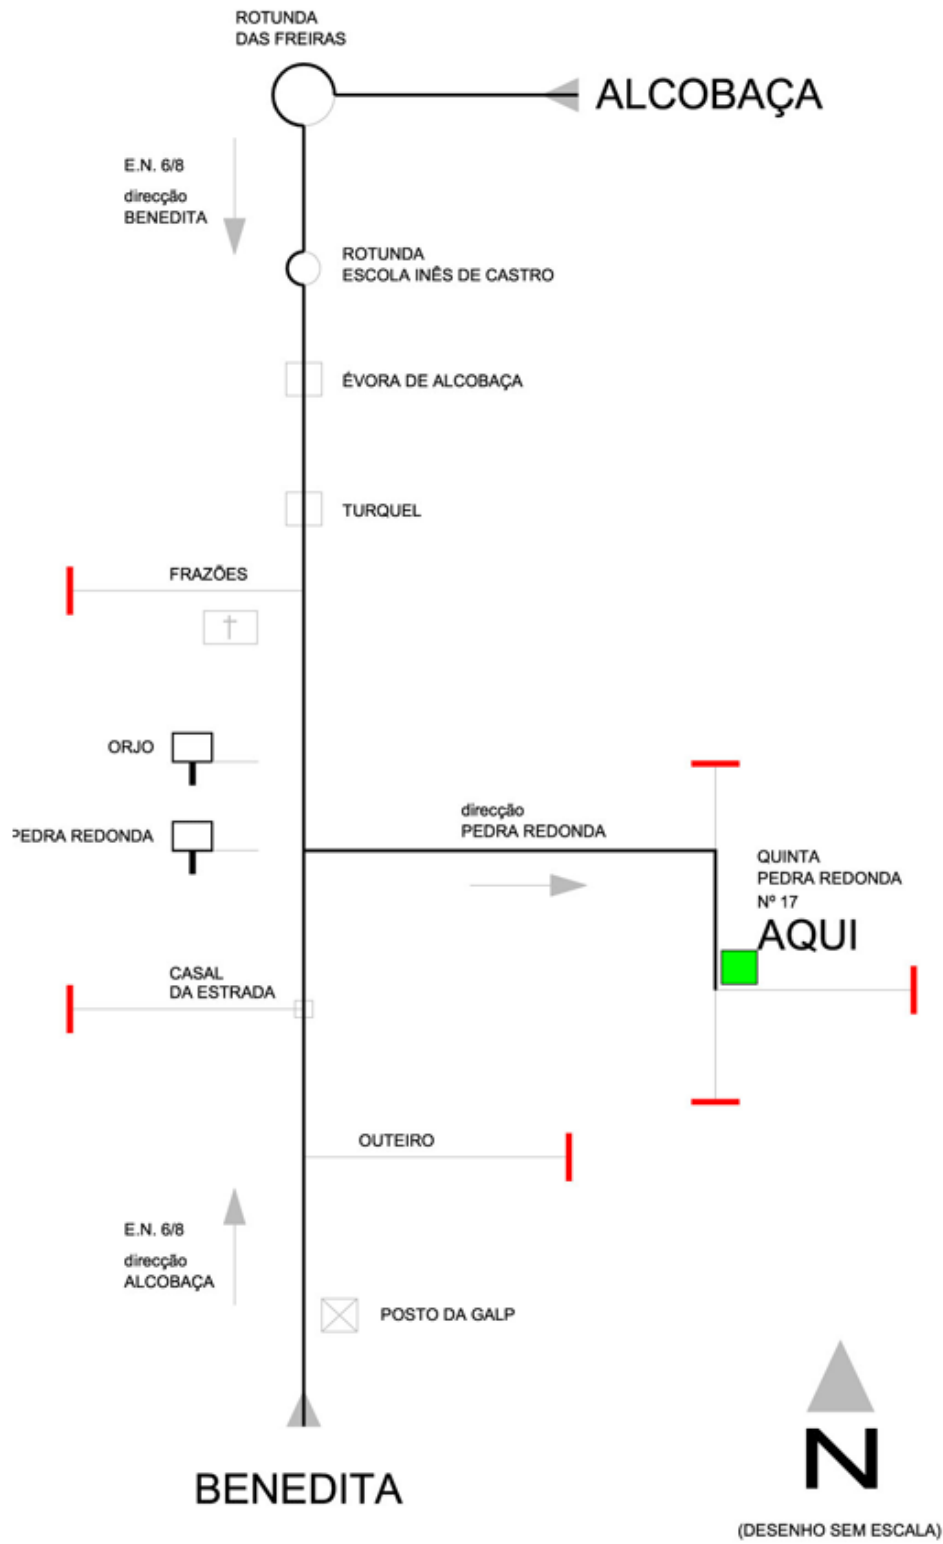 ROTUNDA
DAS FREIRAS
ALCOBAÇA
E.N. 6/8
direcção
BENEDITA
ROTUNDA
ESCOLA INÊS DE CASTRO
ÉVORA DE ALCOBAÇA
TURQUEL
FRAZÕES
ORJO
PEDRA REDONDA
direcção
PEDRA REDONDA
QUINTA
PEDRA REDONDA
Nº 17
AQUI
CASAL
DA ESTRADA
OUTEIRO
E.N. 6/8
direcção
ALCOBAÇA
POSTO DA GALP
BENEDITA
N
(DESENHO SEM ESCALA)